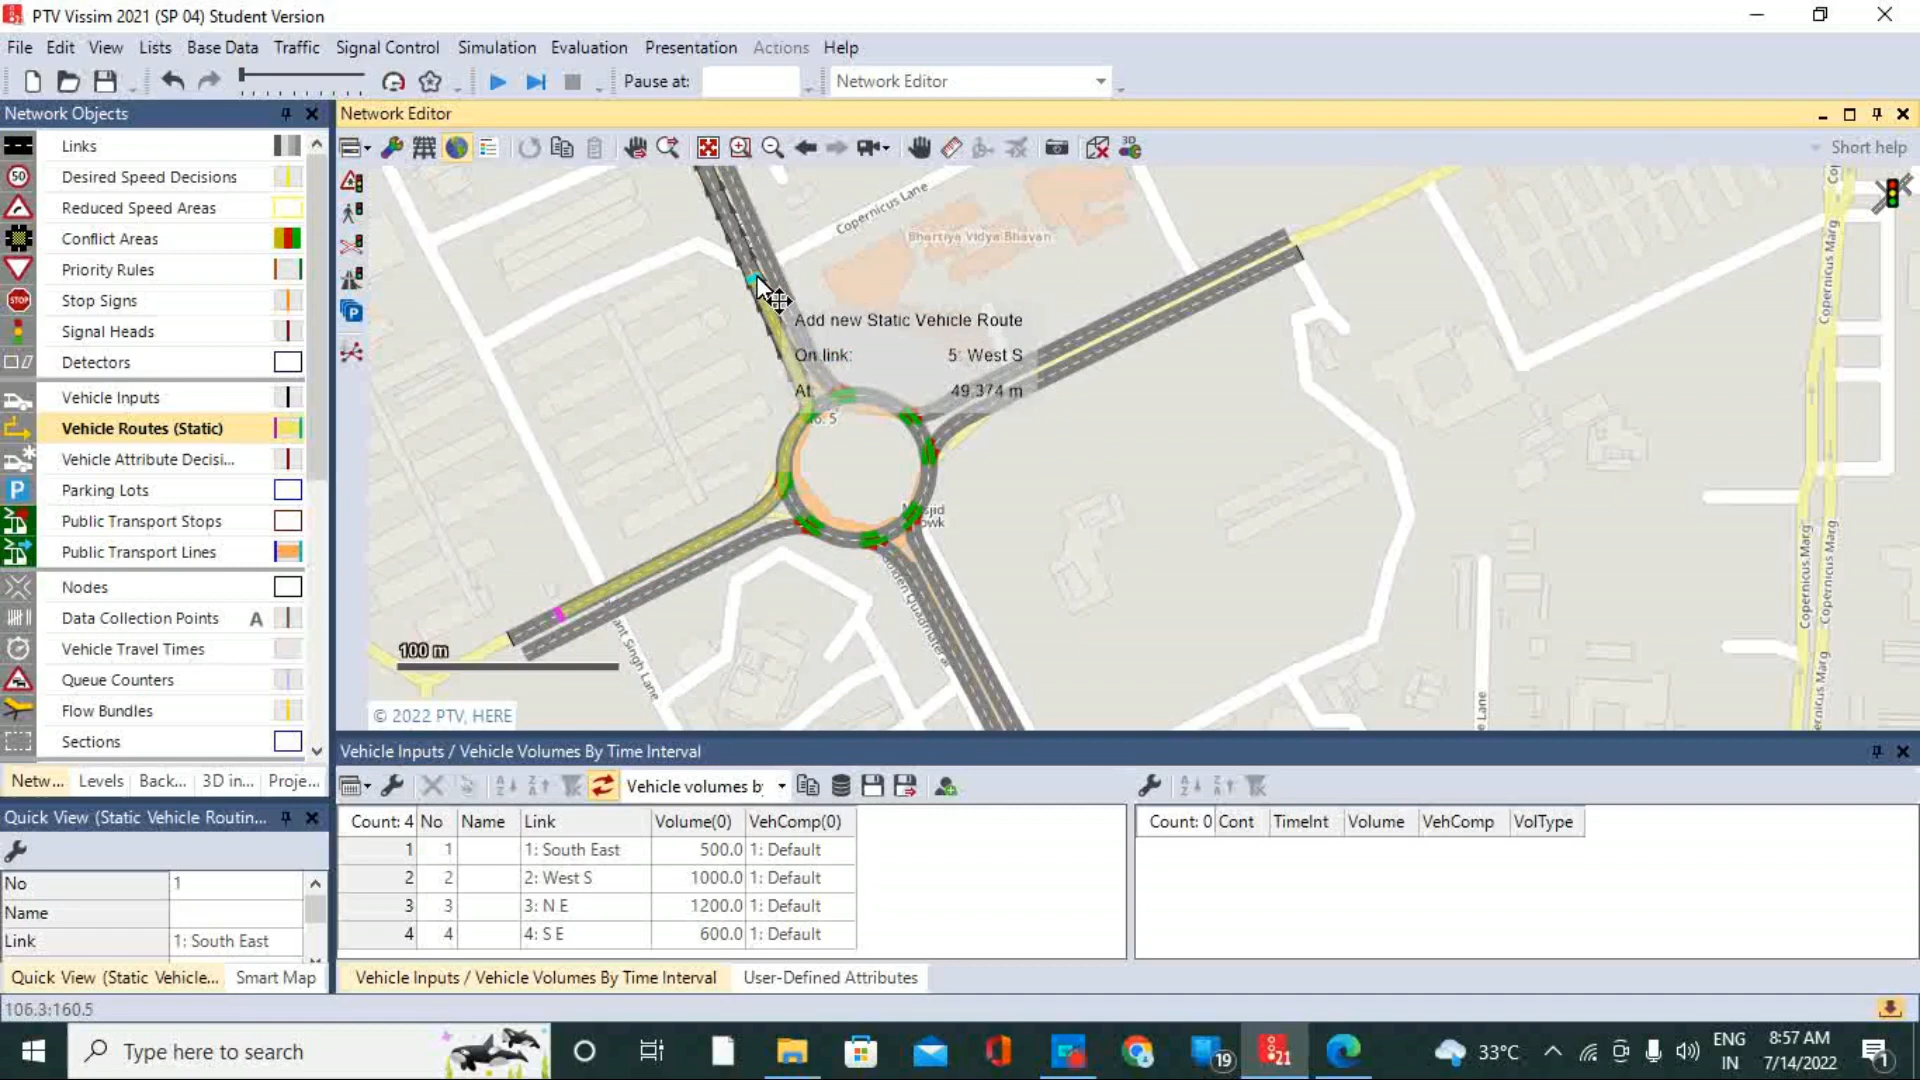 PTV Vissim 2021 (SP 04) Student Version
File Edit View Lists Base Data Traffic Signal Control Simulation Evaluation Presentation Actions Help
Pause at: Network Editor
Network Objects
Network Editor
Short help
Links
Desired Speed Decisions
Reduced Speed Areas
Conflict Areas
Priority Rules
Stop Signs
Signal Heads
Detectors
Vehicle Inputs
Vehicle Routes (Static)
Vehicle Attribute Decisi...
Parking Lots
Public Transport Stops
Public Transport Lines
Nodes
Data Collection Points A
Vehicle Travel Times
Queue Counters
Flow Bundles
Sections
Netw... Levels Back... 3D in... Proje...
Copernicus Lane
Bhartiya Vidya Bhavan
Copernicus Marg
Copernicus Marg
Copernicus Marg
Add new Static Vehicle Route
On link: 5: West S
At: 49.374 m
100 m
© 2022 PTV, HERE
Quick View (Static Vehicle Routin...
No 1
Name
Link 1: South East
Quick View (Static Vehicle... Smart Map
Vehicle Inputs / Vehicle Volumes By Time Interval
Vehicle volumes b
Count: 4 No Name Link Volume(0) VehComp(0)
1 1 1: South East 500.0 1: Default
2 2 2: West S 1000.0 1: Default
3 3 3: N E 1200.0 1: Default
4 4 4: S E 600.0 1: Default
Count: 0 Cont TimeInt Volume VehComp VolType
Vehicle Inputs / Vehicle Volumes By Time Interval User-Defined Attributes
106.3:160.5
Type here to search
19
21
33°C
ENG
IN
8:57 AM
7/14/2022
1